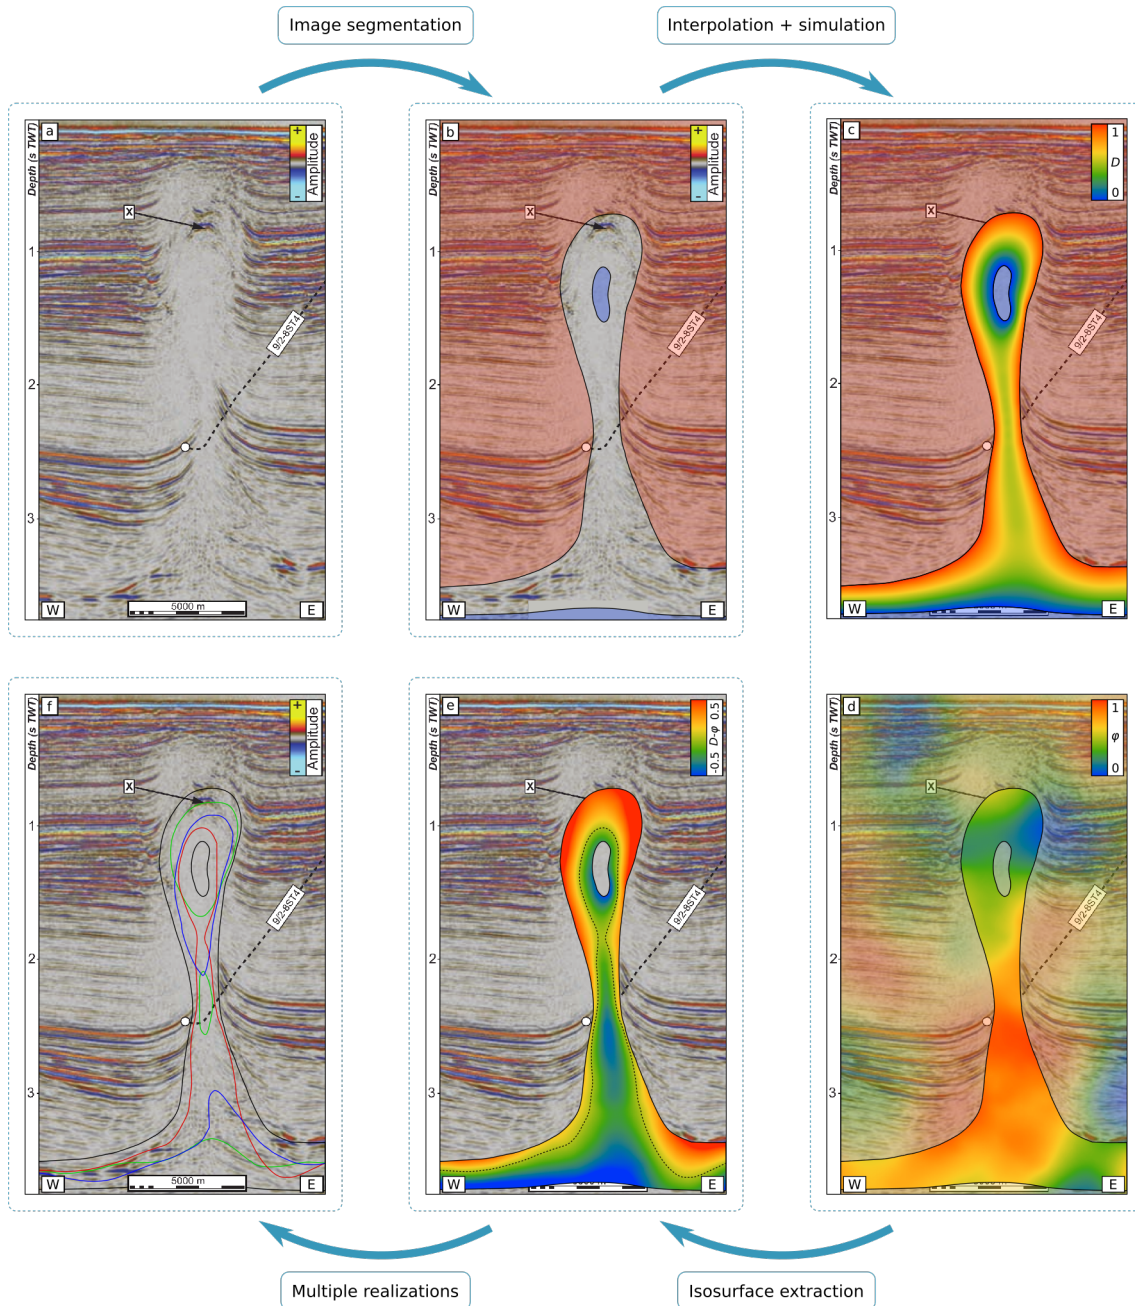 Image segmentation
Interpolation + simulation
a
Depth (s TWT)
+
Amplitude
-
X
1
9/2-8ST4
2
3
W
5000 m
E
b
Depth (s TWT)
+
Amplitude
-
X
1
9/2-8ST4
2
3
W
E
c
Depth (s TWT)
1
D
0
X
1
9/2-8ST4
2
3
W
E
f
Depth (s TWT)
+
Amplitude
-
X
1
9/2-8ST4
2
3
W
5000 m
E
e
Depth (s TWT)
-0.5 D-φ 0.5
X
1
9/2-8ST4
2
3
W
E
d
Depth (s TWT)
1
φ
0
X
1
9/2-8ST4
2
3
W
E
Multiple realizations
Isosurface extraction